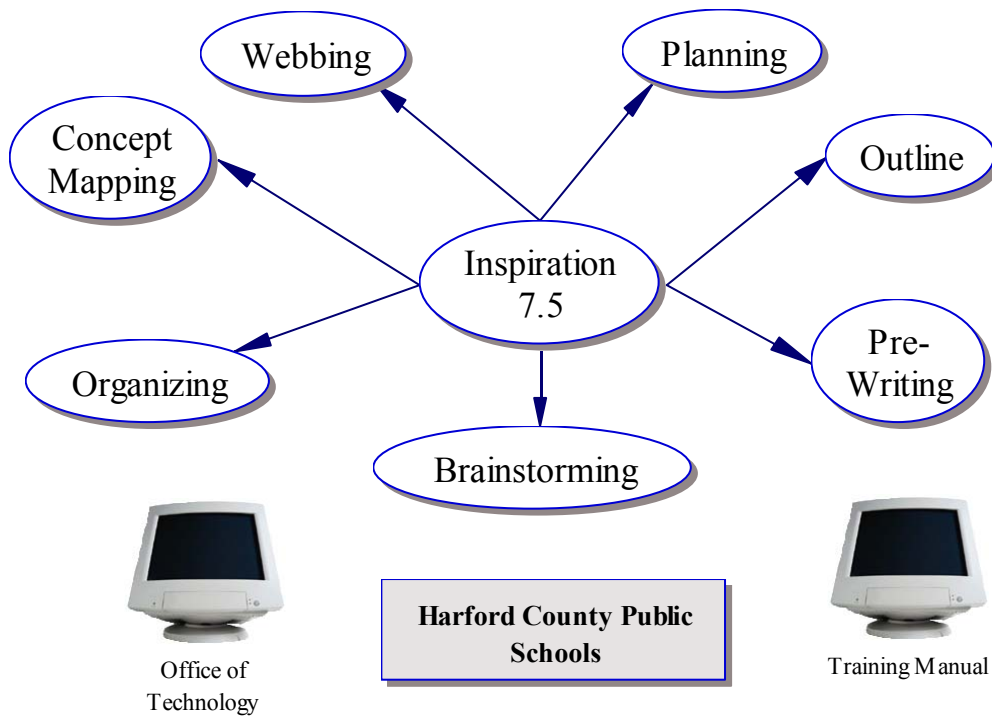 Webbing
Planning
Concept
Mapping
Outline
Inspiration
7.5
Organizing
Pre-
Writing
Brainstorming
Harford County Public
Schools
Office of
Technology
Training Manual